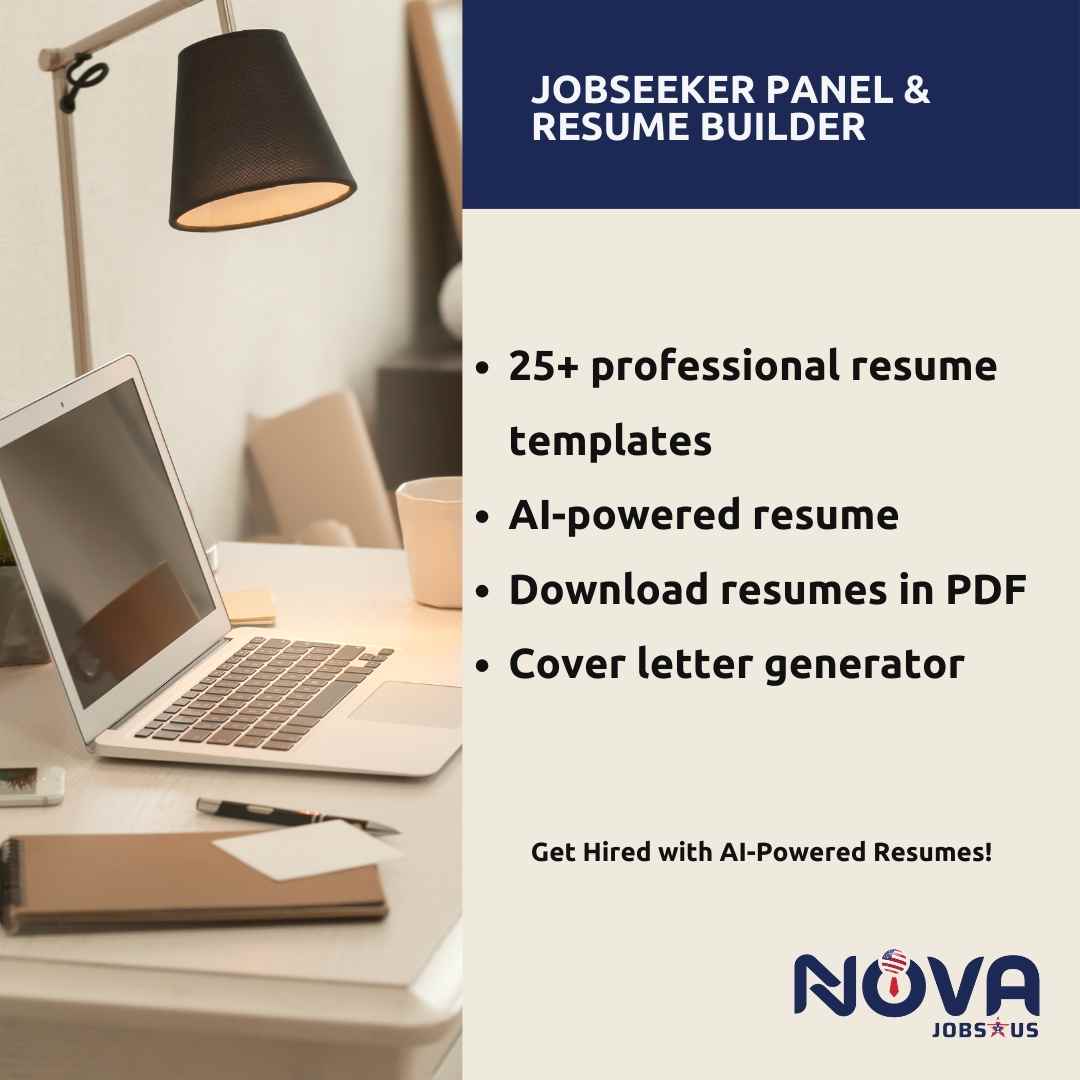 JOBSEEKER PANEL &
RESUME BUILDER
• 25+ professional resume
templates
• AI-powered resume
• Download resumes in PDF
• Cover letter generator
Get Hired with AI-Powered Resumes!
NOVA
JOBS★US